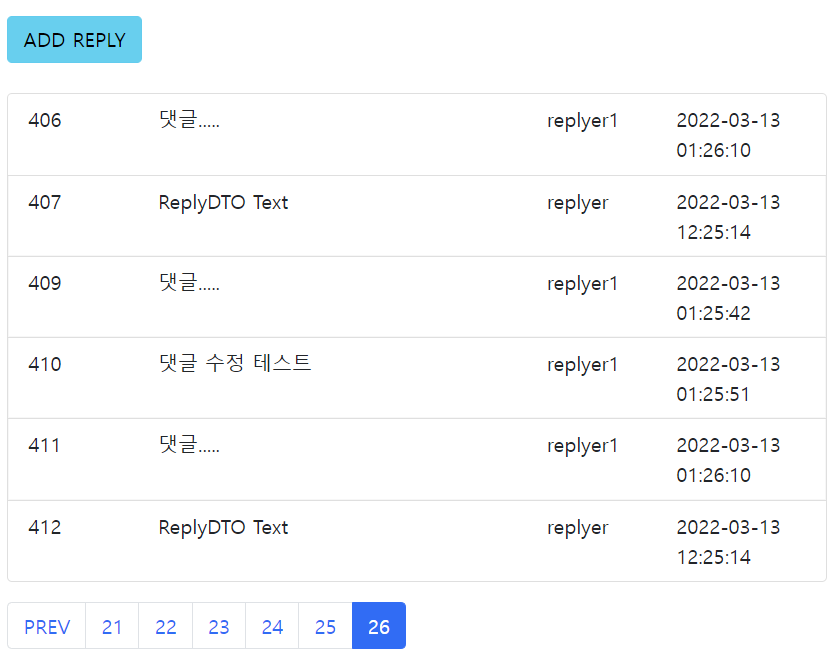 ADD REPLY
406 댓글..... replyer1 2022-03-13
01:26:10
407 ReplyDTO Text replyer 2022-03-13
12:25:14
409 댓글..... replyer1 2022-03-13
01:25:42
410 댓글 수정 테스트 replyer1 2022-03-13
01:25:51
411 댓글..... replyer1 2022-03-13
01:26:10
412 ReplyDTO Text replyer 2022-03-13
12:25:14
PREV 21 22 23 24 25 26